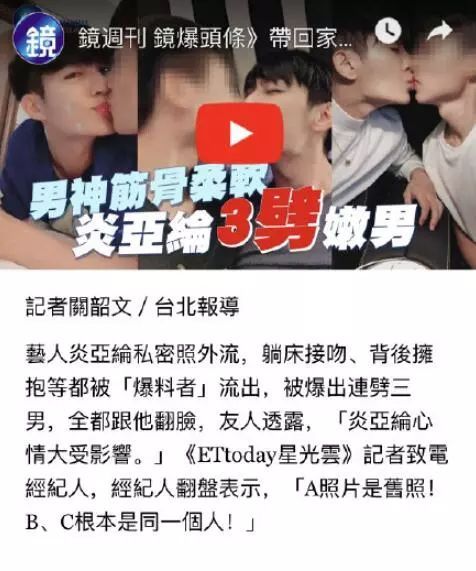 鏡
鏡週刊 鏡爆頭條》帶回家...
男神筋骨柔軟
炎亞綸3劈嫩男
記者關韶文／台北報導
藝人炎亞綸私密照外流，躺床接吻、背後擁
抱等都被「爆料者」流出，被爆出連劈三
男，全都跟他翻臉，友人透露，「炎亞綸心
情大受影響。」《ETtoday星光雲》記者致電
經紀人，經紀人翻盤表示，「A照片是舊照！
B、C根本是同一個人！」